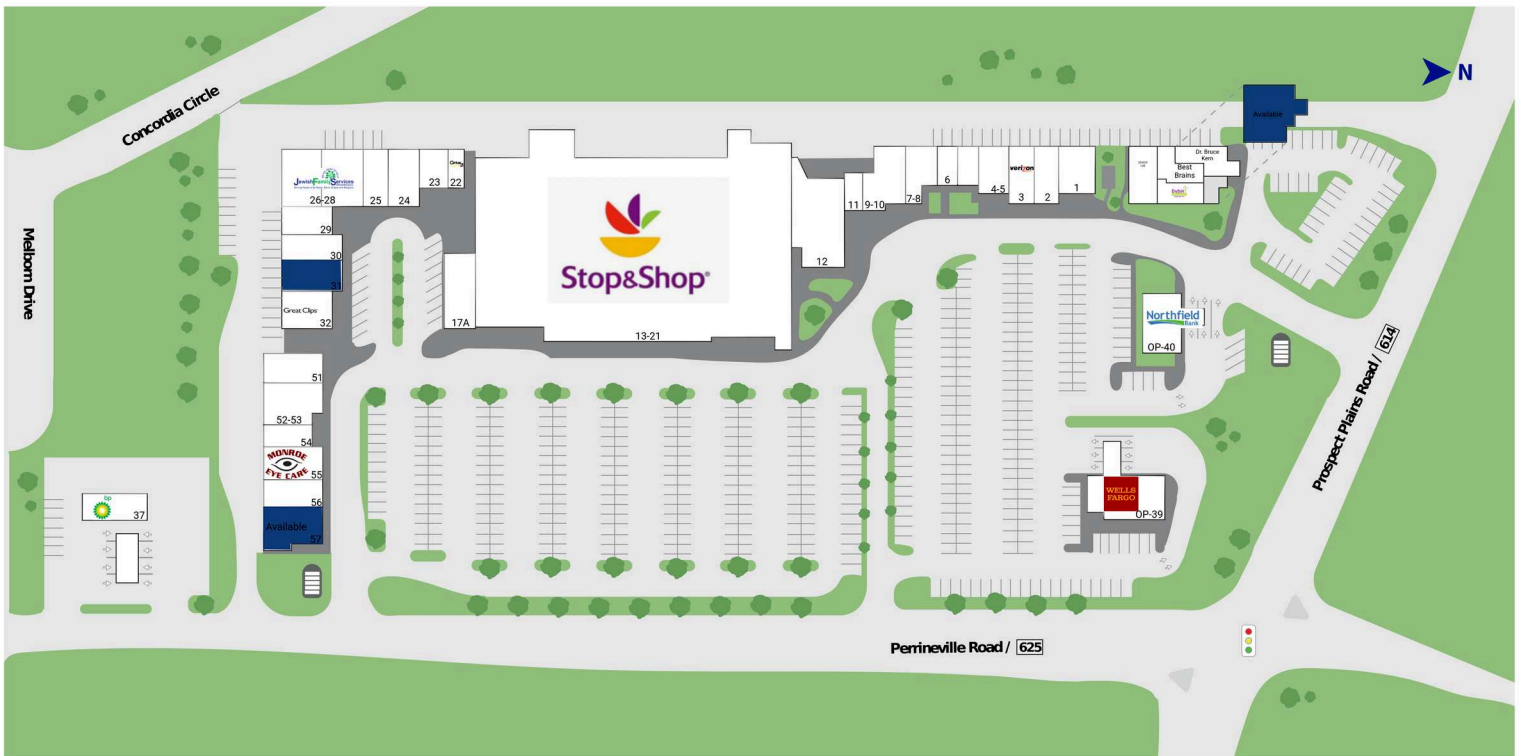 Concordia Circle
N
Available
Dr. Bruce
Kern
Best
Brains
Jewish Family Services
26-28
25
24
23
22
29
30
31
Great Clips
32
17A
Stop&Shop
13-21
12
11
9-10
7-8
6
4-5
verizon
3
2
1
Northfield
Bank
OP-40
Melborn Drive
51
52-53
54
MONROE
EYE CARE
55
56
Available
57
bp
37
WELLS
FARGO
OP-39
Prospect Plains Road / 614
Perrineville Road / 625